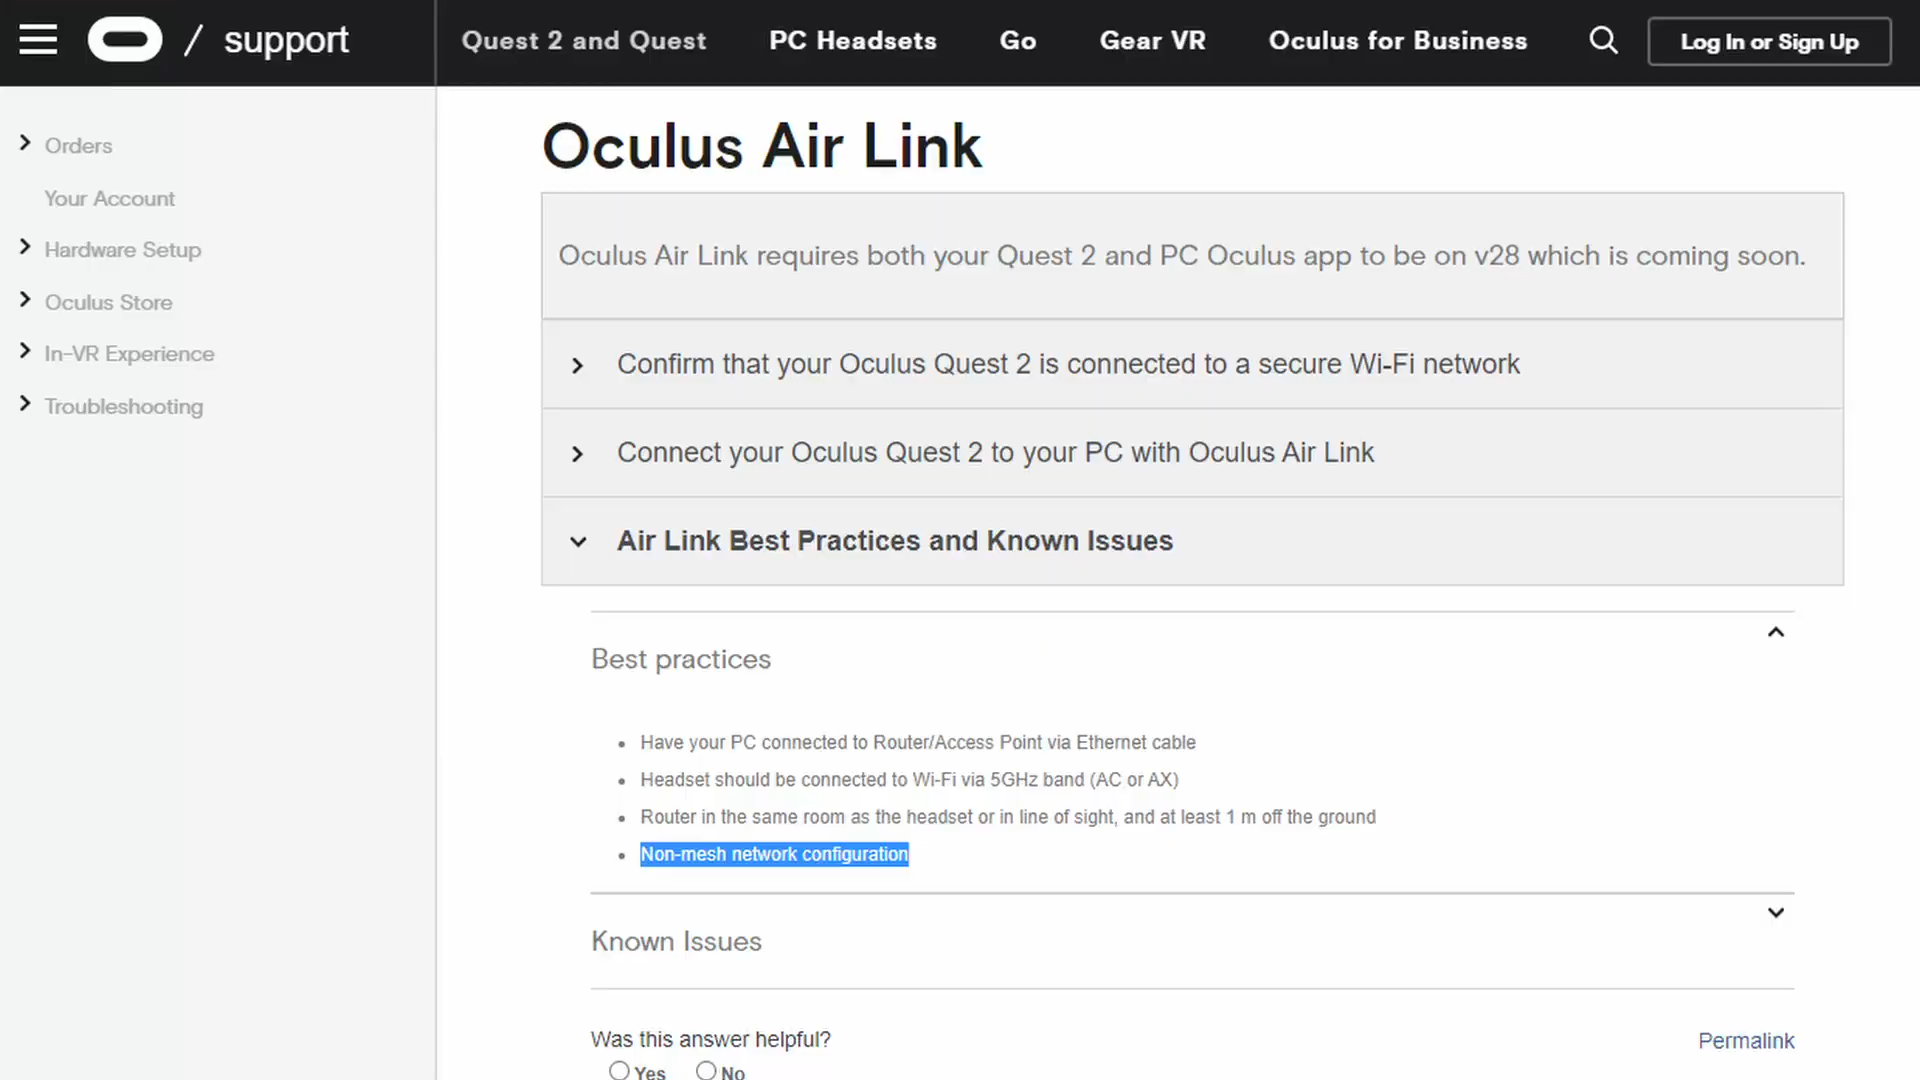 / support
Quest 2 and Quest
PC Headsets
Go
Gear VR
Oculus for Business
Log In or Sign Up
Orders
Your Account
Hardware Setup
Oculus Store
In-VR Experience
Troubleshooting
Oculus Air Link
Oculus Air Link requires both your Quest 2 and PC Oculus app to be on v28 which is coming soon.
Confirm that your Oculus Quest 2 is connected to a secure Wi-Fi network
Connect your Oculus Quest 2 to your PC with Oculus Air Link
Air Link Best Practices and Known Issues
Best practices
• Have your PC connected to Router/Access Point via Ethernet cable
• Headset should be connected to Wi-Fi via 5GHz band (AC or AX)
• Router in the same room as the headset or in line of sight, and at least 1 m off the ground
• Non-mesh network configuration
Known Issues
Was this answer helpful?
Permalink
Yes
No